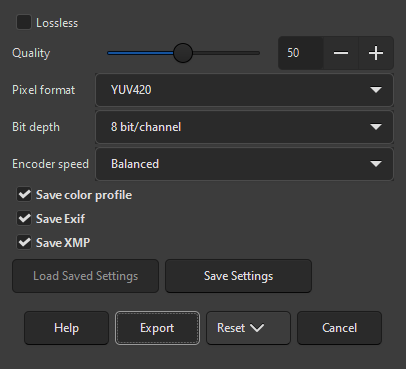 Lossless
Quality 50
Pixel format YUV420
Bit depth 8 bit/channel
Encoder speed Balanced
Save color profile
Save Exif
Save XMP
Load Saved Settings Save Settings
Help Export Reset Cancel